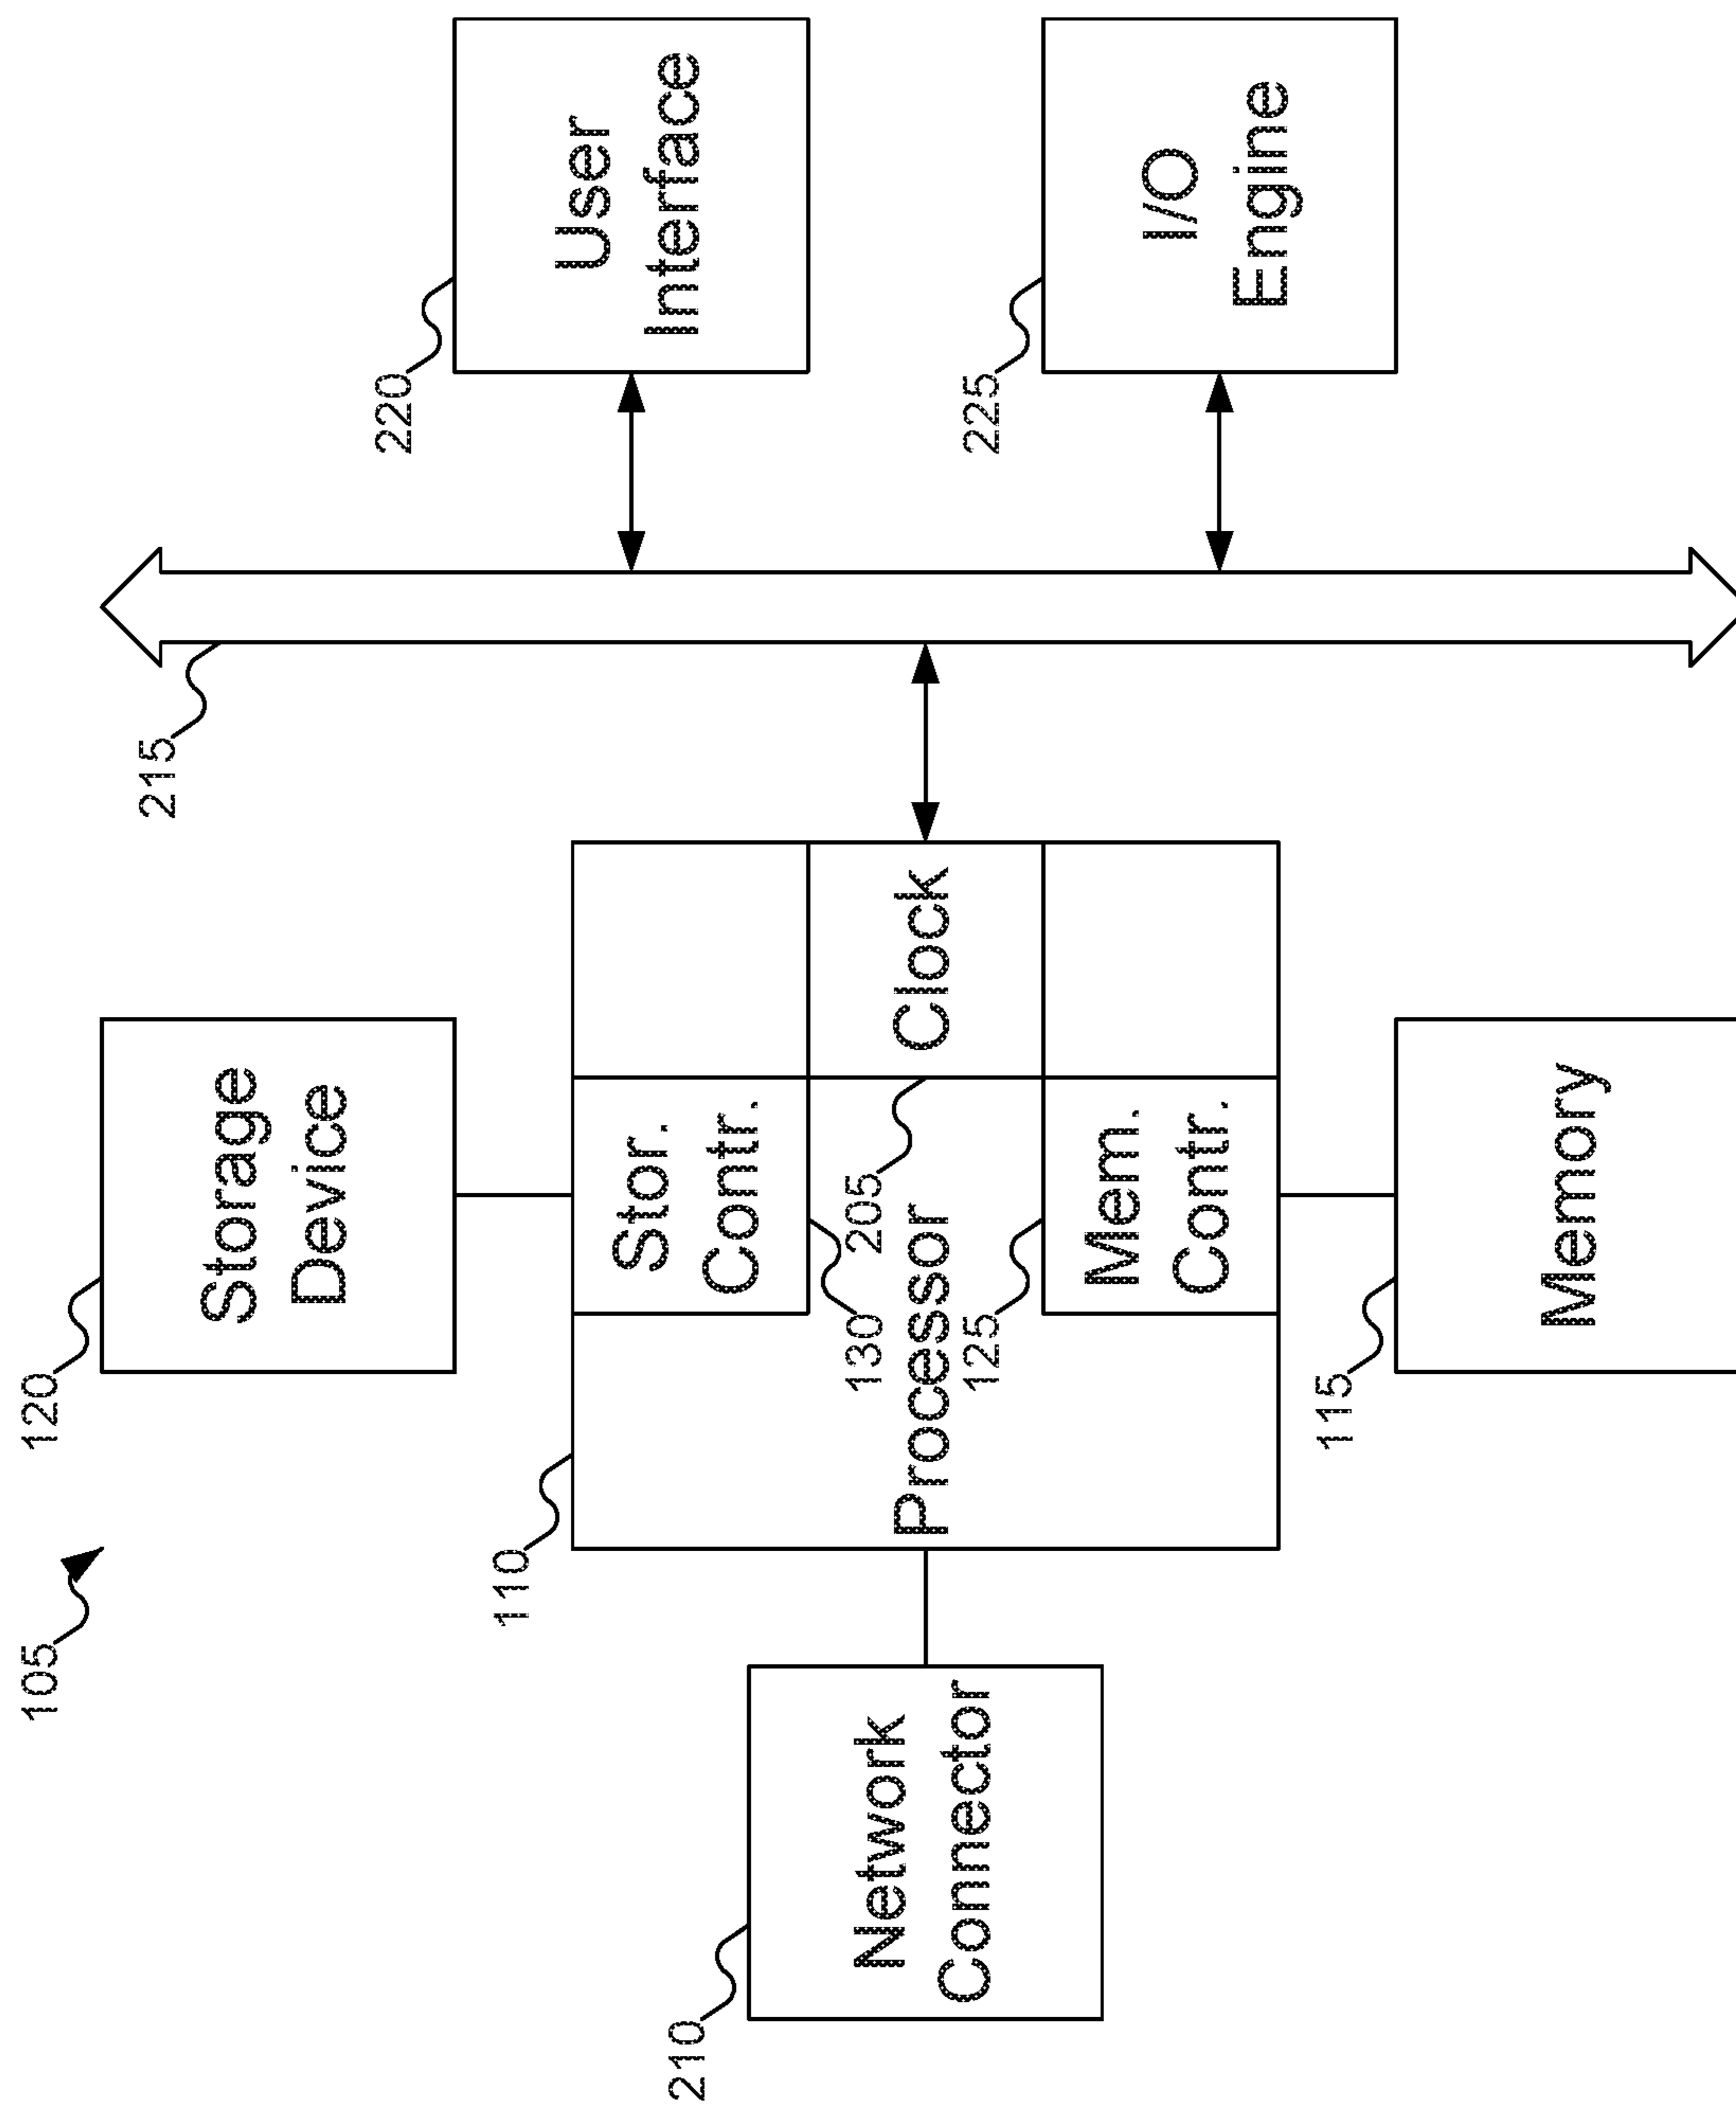 105
120
Storage
Device
215
220
User
Interface
110
Stor.
Contr.
210
Network
Connector
130
205
Processor
Clock
125
Mem.
Contr.
225
I/O
Engine
115
Memory